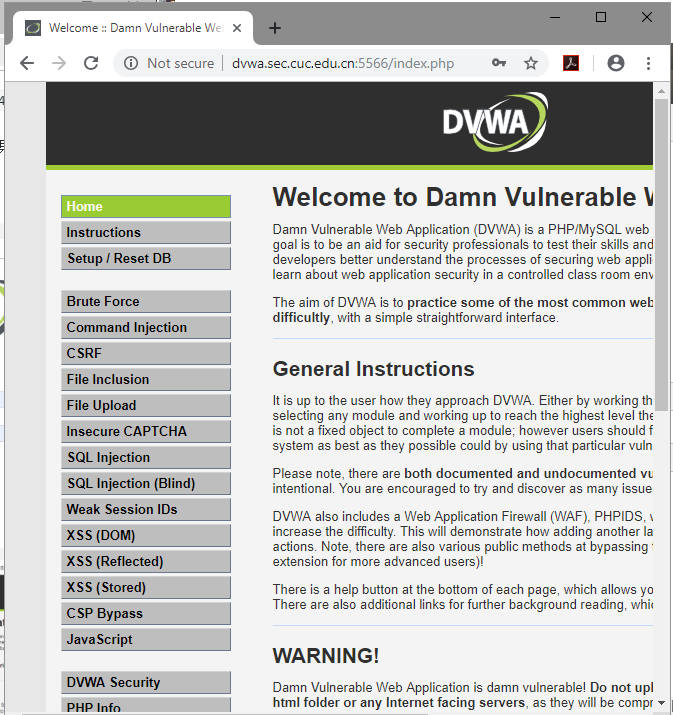 Welcome :: Damn Vulnerable We
Not secure | dvwa.sec.cuc.edu.cn:5566/index.php
DVWA
Home
Instructions
Setup / Reset DB
Brute Force
Command Injection
CSRF
File Inclusion
File Upload
Insecure CAPTCHA
SQL Injection
SQL Injection (Blind)
Weak Session IDs
XSS (DOM)
XSS (Reflected)
XSS (Stored)
CSP Bypass
JavaScript
DVWA Security
PHP Info
Welcome to Damn Vulnerable
Damn Vulnerable Web Application (DVWA) is a PHP/MySQL web
goal is to be an aid for security professionals to test their skills and
developers better understand the processes of securing web appli
learn about web application security in a controlled class room env
The aim of DVWA is to practice some of the most common web
difficultly, with a simple straightforward interface.
General Instructions
It is up to the user how they approach DVWA. Either by working th
selecting any module and working up to reach the highest level the
is not a fixed object to complete a module; however users should f
system as best as they possible could by using that particular vuln
Please note, there are both documented and undocumented vu
intentional. You are encouraged to try and discover as many issue
DVWA also includes a Web Application Firewall (WAF), PHPIDS, w
increase the difficulty. This will demonstrate how adding another la
actions. Note, there are also various public methods at bypassing
extension for more advanced users)!
There is a help button at the bottom of each page, which allows yo
There are also additional links for further background reading, whic
WARNING!
Damn Vulnerable Web Application is damn vulnerable! Do not upl
html folder or any Internet facing servers, as they will be compr